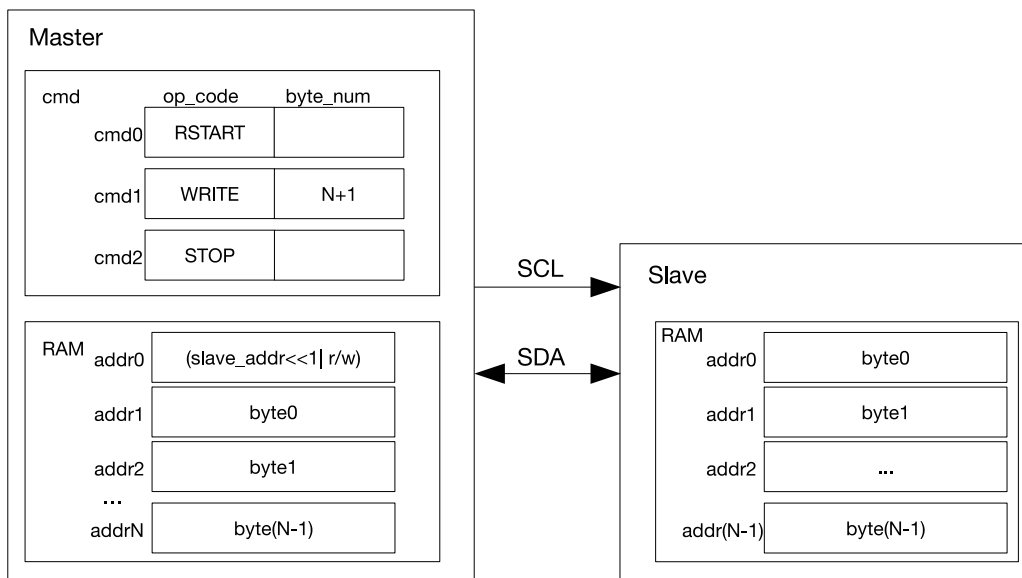 Master
cmd op_code byte_num
cmd0 RSTART
cmd1 WRITE N+1
cmd2 STOP
SCL
SDA
RAM
addr0 (slave_addr<<1| r/w)
addr1 byte0
addr2 byte1
...
addrN byte(N-1)
Slave
RAM
addr0 byte0
addr1 byte1
addr2 ...
addr(N-1) byte(N-1)